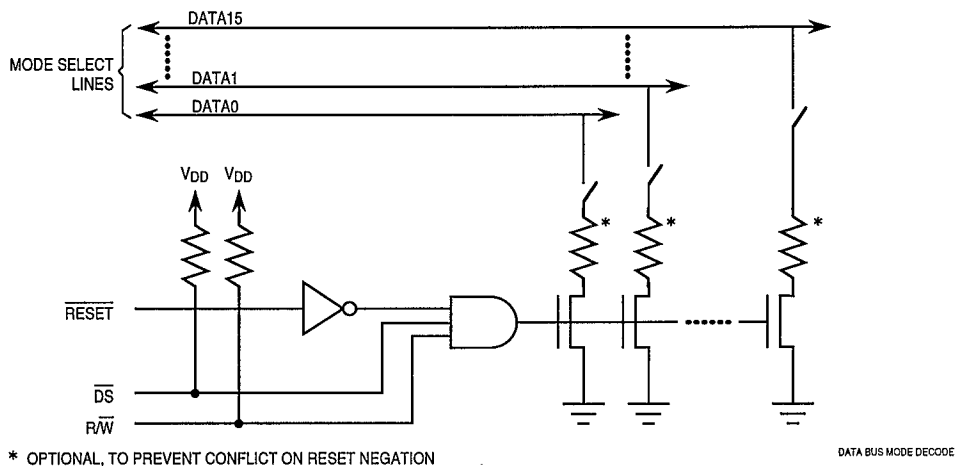 DATA15
MODE SELECT
LINES
DATA1
DATA0
VDD VDD
*
*
*
RESET
DS
R/W
* OPTIONAL, TO PREVENT CONFLICT ON RESET NEGATION
DATA BUS MODE DECODE